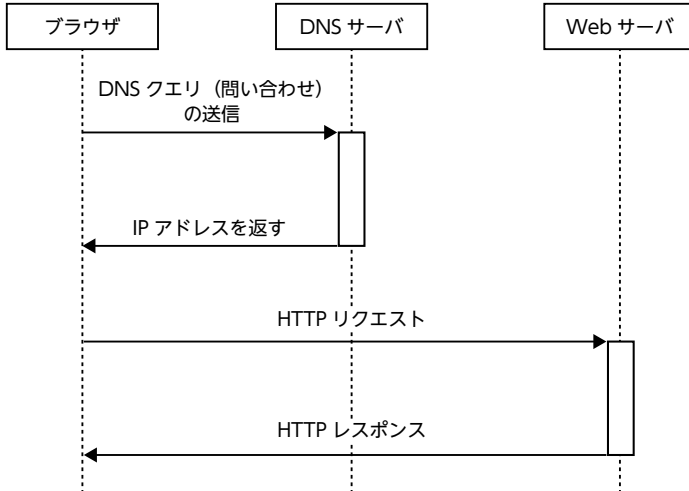 ブラウザ
DNS サーバ
Web サーバ
DNS クエリ（問い合わせ）
の送信
IP アドレスを返す
HTTP リクエスト
HTTP レスポンス